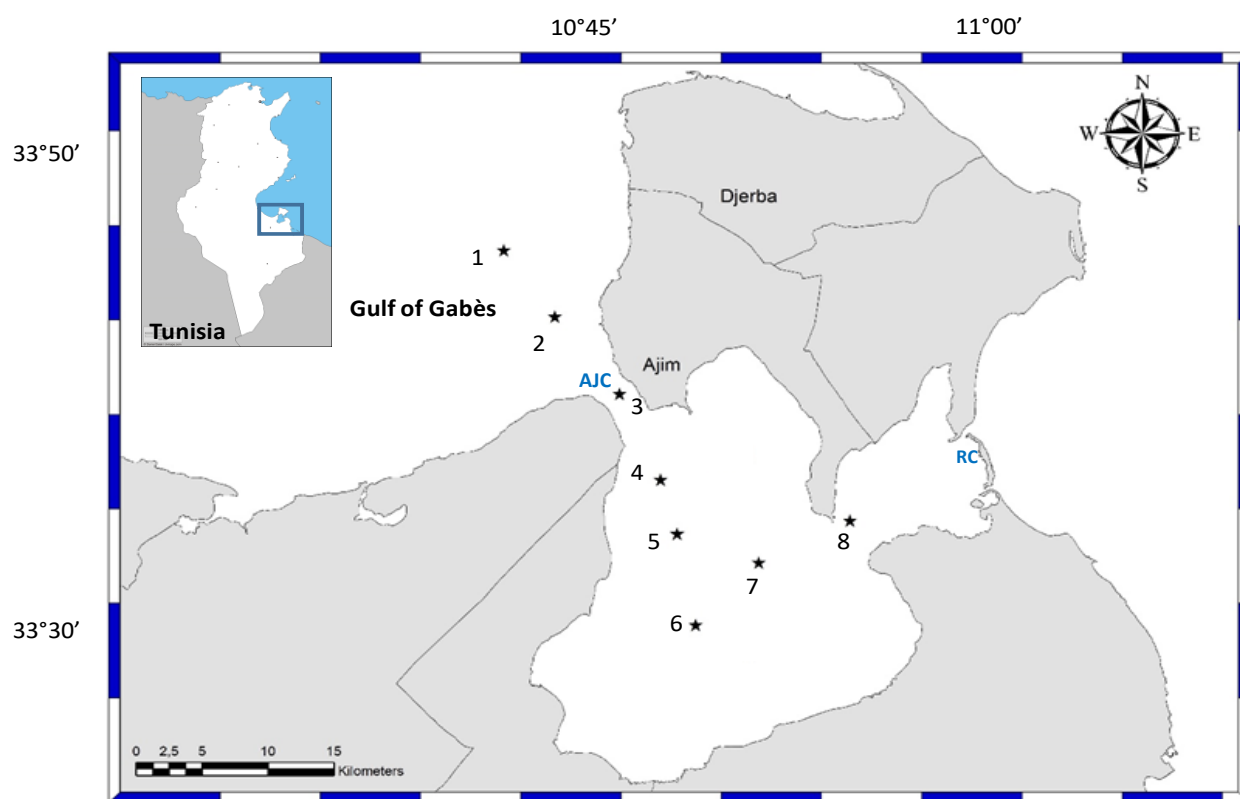 10°45’
11°00’
N
W E
S
33°50’
Djerba
1
Gulf of Gabès
Tunisia
2
Ajim
AJC
3
RC
4
5
8
7
6
33°30’
0 2,5 5 10 15
Kilometers